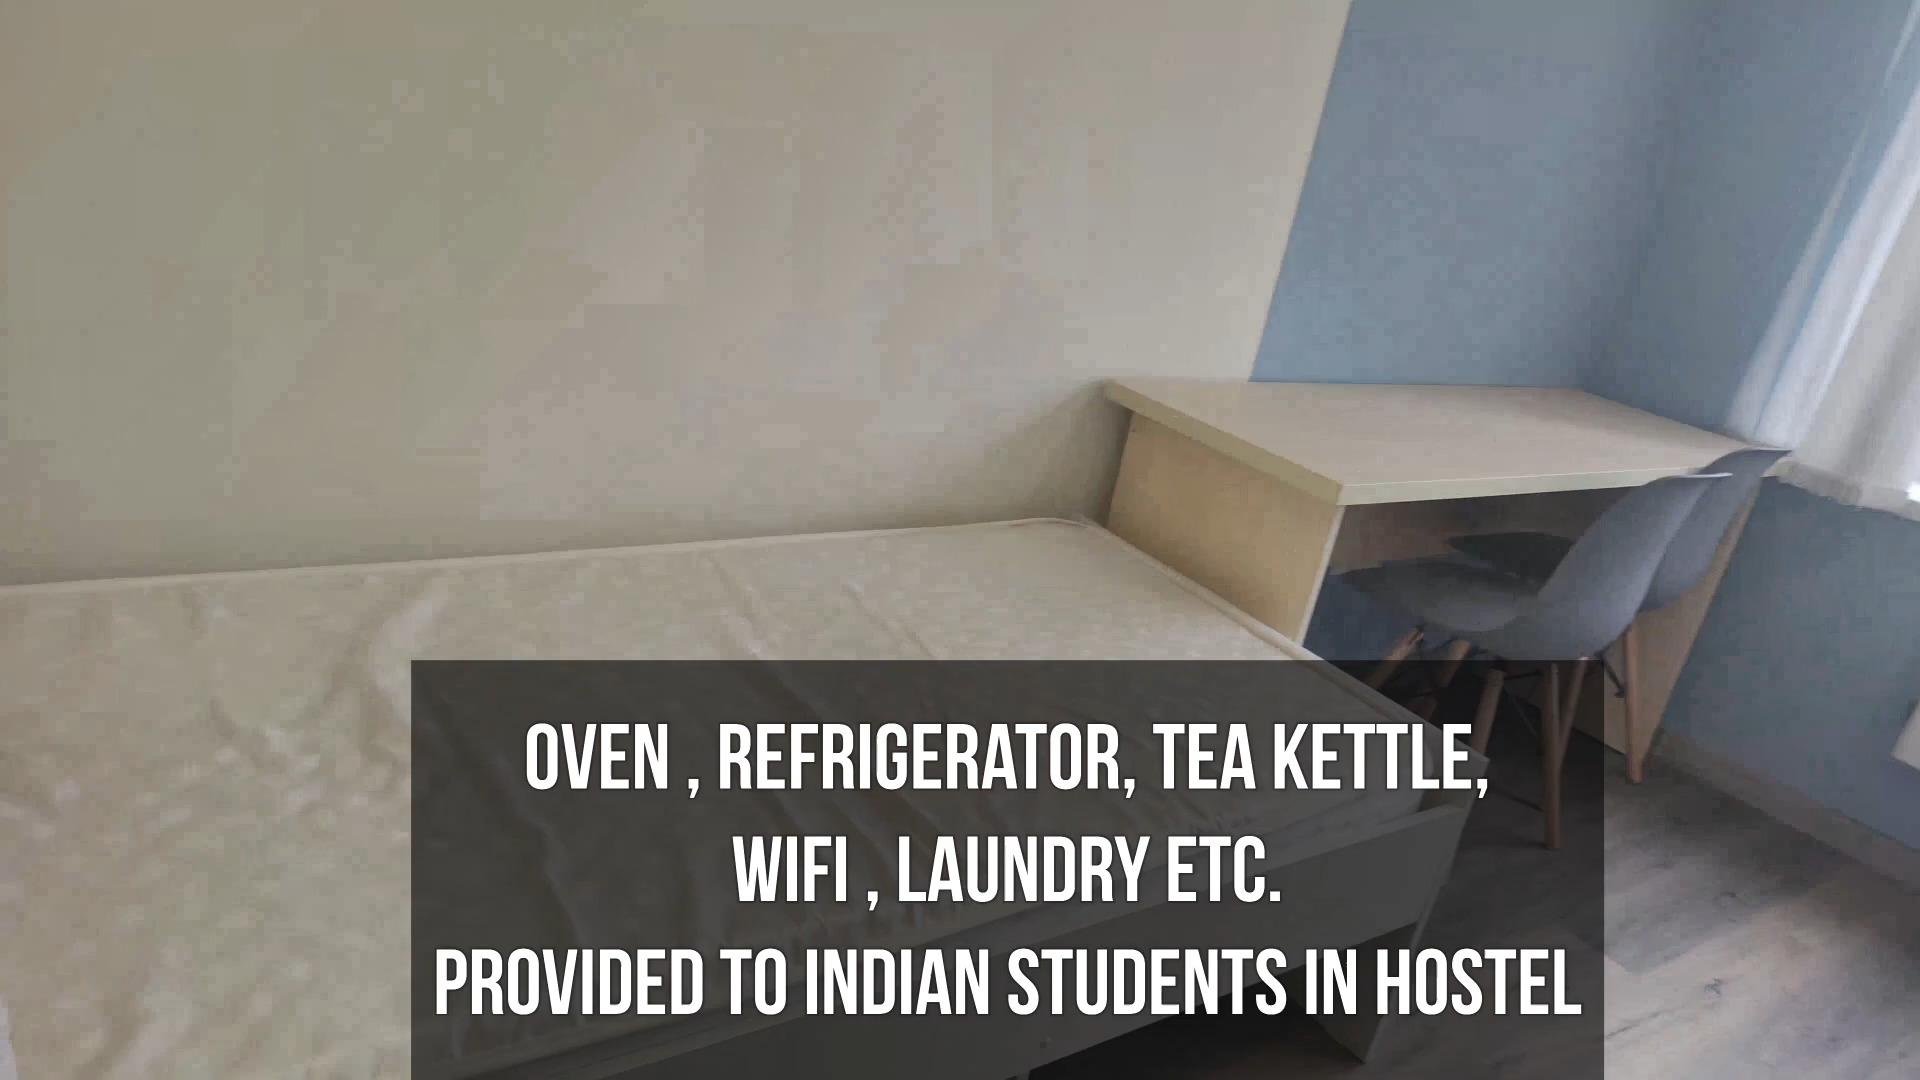 OVEN , REFRIGERATOR, TEA KETTLE,
WIFI , LAUNDRY ETC.
PROVIDED TO INDIAN STUDENTS IN HOSTEL